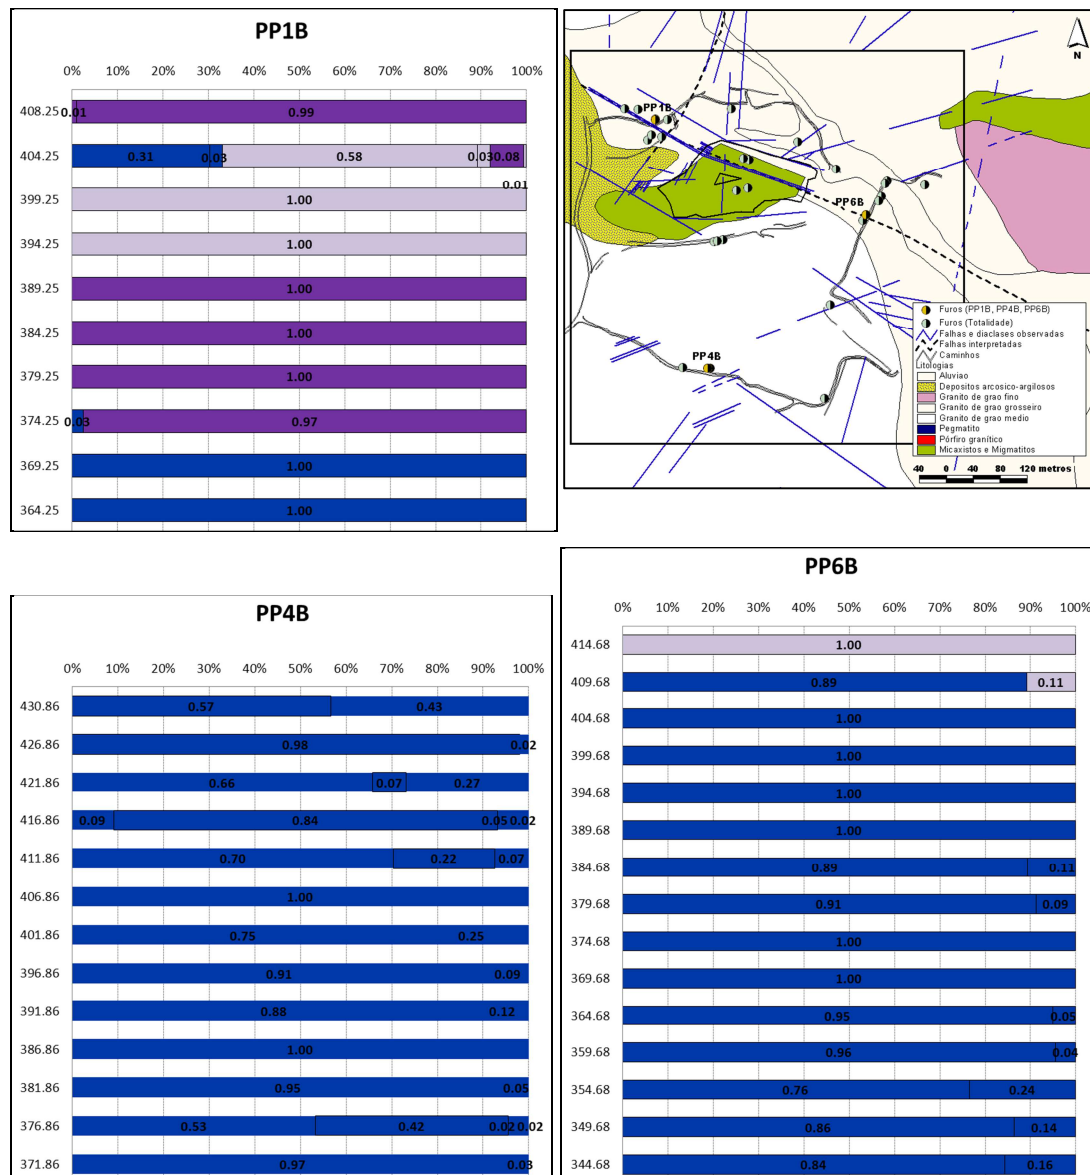 PP1B
0% 10% 20% 30% 40% 50% 60% 70% 80% 90% 100%
408.25 0.01 0.99
404.25 0.31 0.03 0.58 0.03 0.08
0.01
399.25 1.00
394.25 1.00
389.25 1.00
384.25 1.00
379.25 1.00
374.25 0.03 0.97
369.25 1.00
364.25 1.00
N
PP1B
PP6B
PP4B
Furos (PP1B, PP4B, PP6B)
Furos (Totalidade)
Falhas e diaclases observadas
Falhas interpretadas
Caminhos
Litologias
Aluviao
Depositos arcosico-argilosos
Granito de grao fino
Granito de grao grosseiro
Granito de grao medio
Pegmatito
Pórfiro granítico
Micaxistos e Migmatitos
40 0 40 80 120 metros
PP4B
0% 10% 20% 30% 40% 50% 60% 70% 80% 90% 100%
430.86 0.57 0.43
426.86 0.98 0.02
421.86 0.66 0.07 0.27
416.86 0.09 0.84 0.05 0.02
411.86 0.70 0.22 0.07
406.86 1.00
401.86 0.75 0.25
396.86 0.91 0.09
391.86 0.88 0.12
386.86 1.00
381.86 0.95 0.05
376.86 0.53 0.42 0.02 0.02
371.86 0.97 0.03
PP6B
0% 10% 20% 30% 40% 50% 60% 70% 80% 90% 100%
414.68 1.00
409.68 0.89 0.11
404.68 1.00
399.68 1.00
394.68 1.00
389.68 1.00
384.68 0.89 0.11
379.68 0.91 0.09
374.68 1.00
369.68 1.00
364.68 0.95 0.05
359.68 0.96 0.04
354.68 0.76 0.24
349.68 0.86 0.14
344.68 0.84 0.16